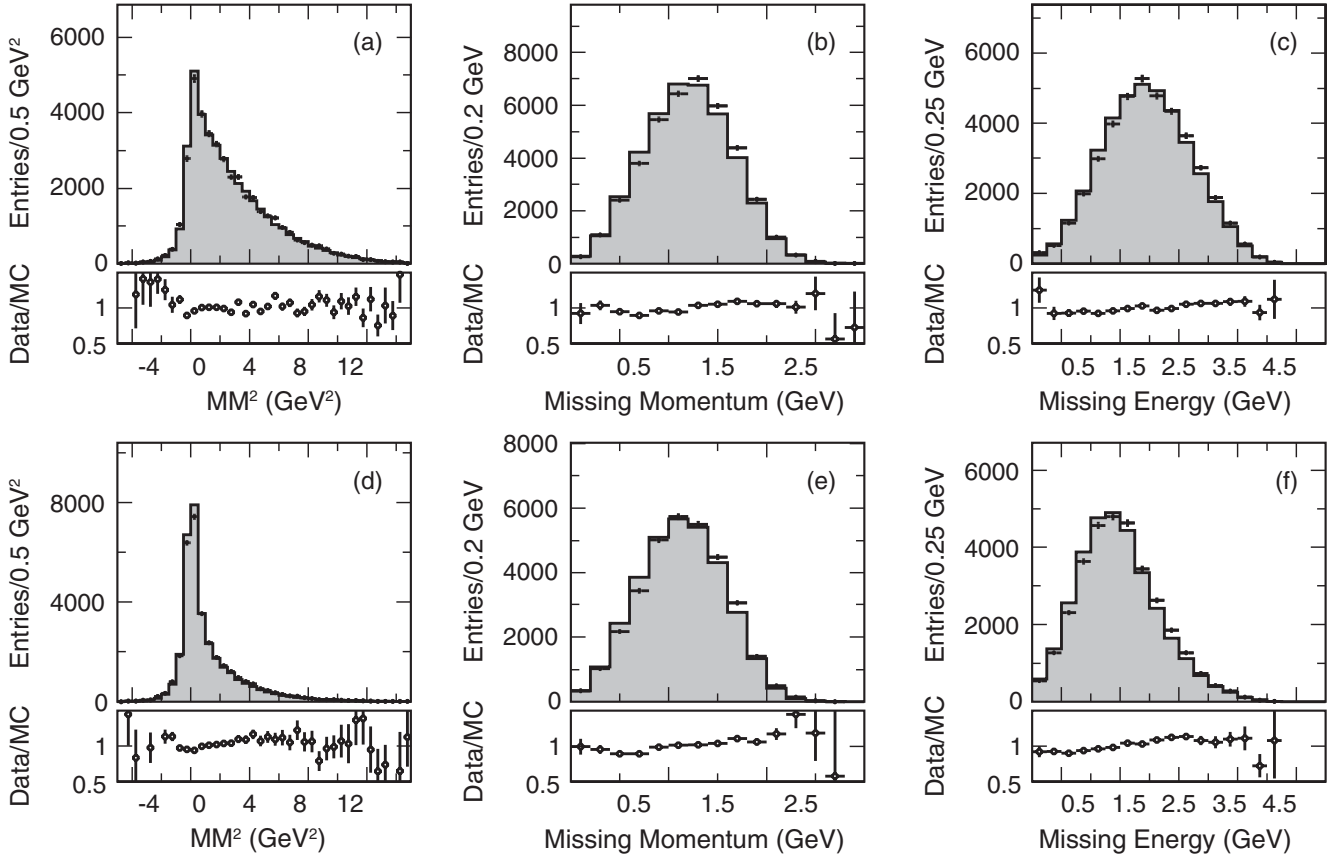 (a)
Entries/0.5 GeV²
6000
4000
2000
0
Data/MC
1
0.5
-4 0 4 8 12
MM² (GeV²)
(b)
Entries/0.2 GeV
8000
6000
4000
2000
0
Data/MC
1
0.5
0.5 1.5 2.5
Missing Momentum (GeV)
(c)
Entries/0.25 GeV
6000
4000
2000
0
Data/MC
1
0.5
0.5 1.5 2.5 3.5 4.5
Missing Energy (GeV)
(d)
Entries/0.5 GeV²
8000
4000
0
Data/MC
1
0.5
-4 0 4 8 12
MM² (GeV²)
(e)
Entries/0.2 GeV
8000
6000
4000
2000
0
Data/MC
1
0.5
0.5 1.5 2.5
Missing Momentum (GeV)
(f)
Entries/0.25 GeV
6000
4000
2000
0
Data/MC
1
0.5
0.5 1.5 2.5 3.5 4.5
Missing Energy (GeV)